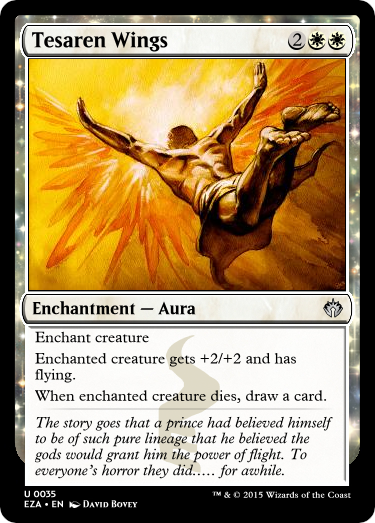 Tesaren Wings 2
Enchantment — Aura
Enchant creature
Enchanted creature gets +2/+2 and has
flying.
When enchanted creature dies, draw a card.
The story goes that a prince had believed himself
to be of such pure lineage that he believed the
gods would grant him the power of flight. To
everyone's horror they did..... for awhile.
U 0035
EZA • EN DAVID BOVEY
™ & © 2015 Wizards of the Coast